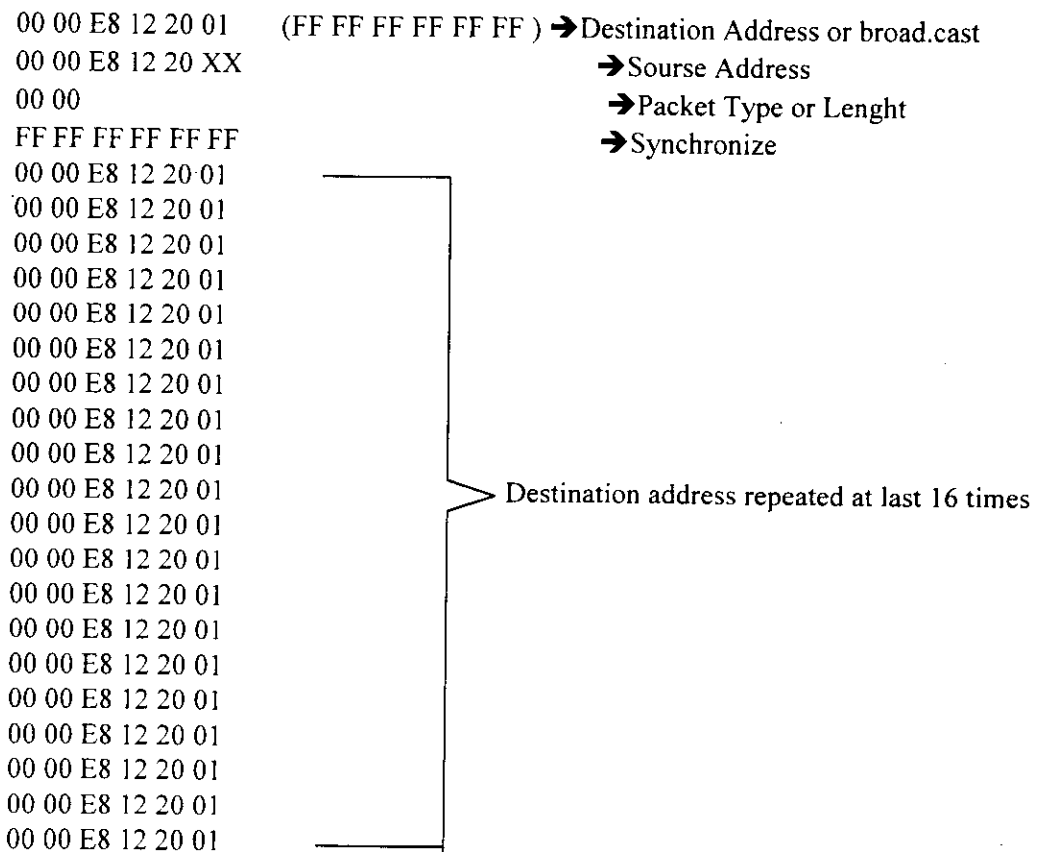 00 00 E8 12 20 01 (FF FF FF FF FF FF ) ➔Destination Address or broad.cast
00 00 E8 12 20 XX ➔Sourse Address
00 00 ➔Packet Type or Lenght
FF FF FF FF FF FF ➔Synchronize
00 00 E8 12 20 01
00 00 E8 12 20 01
00 00 E8 12 20 01
00 00 E8 12 20 01
00 00 E8 12 20 01
00 00 E8 12 20 01
00 00 E8 12 20 01
00 00 E8 12 20 01
00 00 E8 12 20 01
00 00 E8 12 20 01 Destination address repeated at last 16 times
00 00 E8 12 20 01
00 00 E8 12 20 01
00 00 E8 12 20 01
00 00 E8 12 20 01
00 00 E8 12 20 01
00 00 E8 12 20 01
00 00 E8 12 20 01
00 00 E8 12 20 01
00 00 E8 12 20 01
00 00 E8 12 20 01